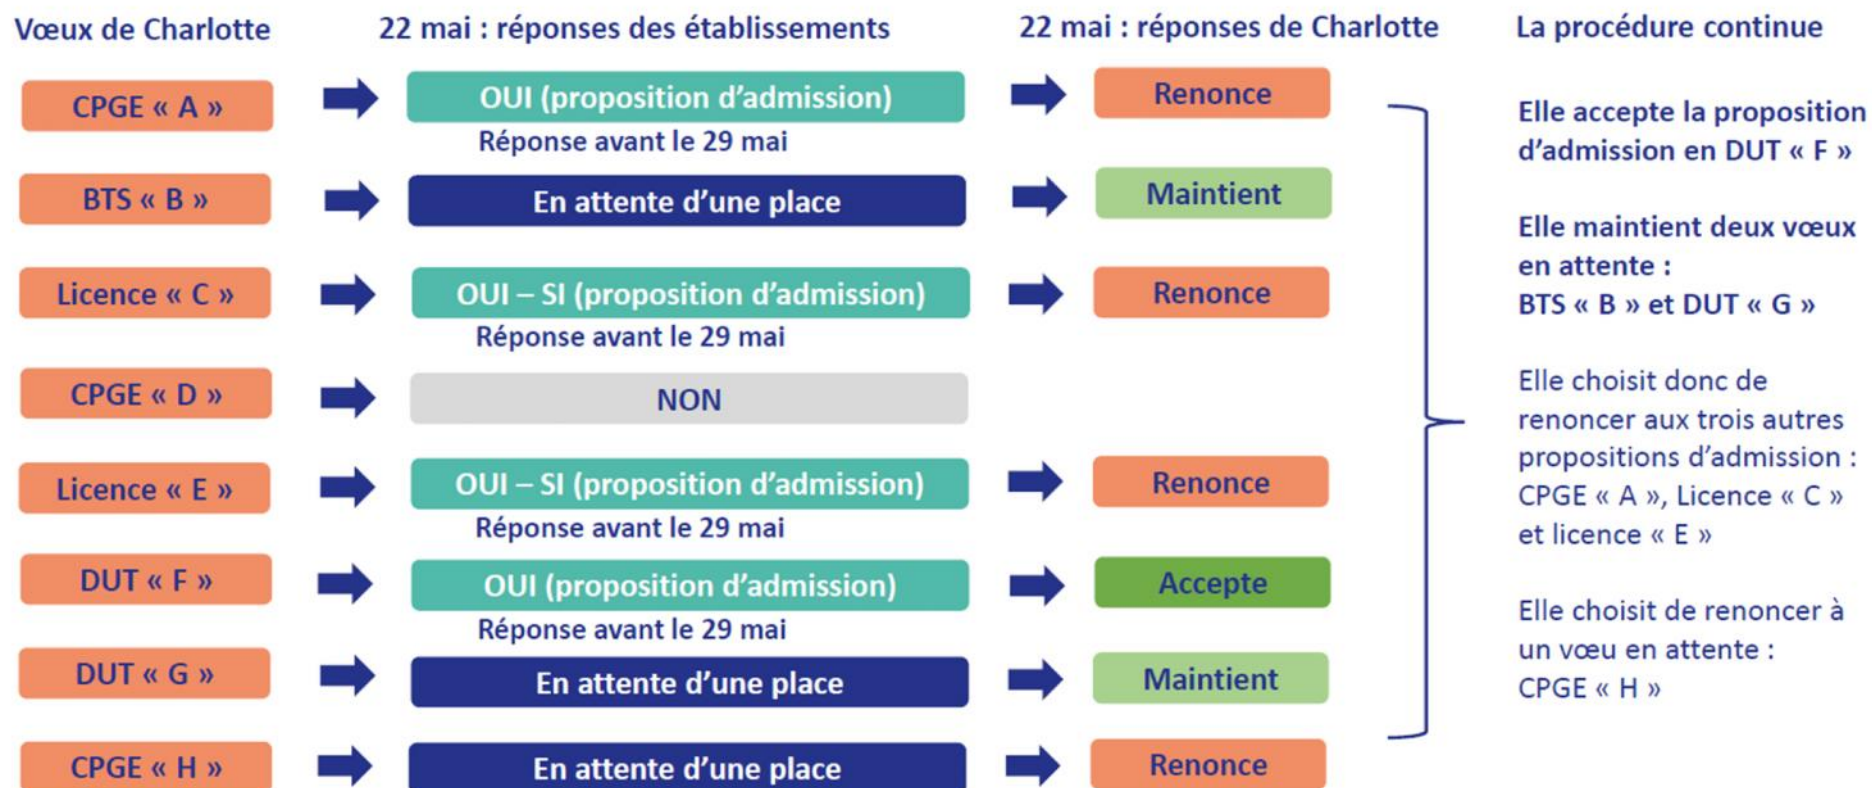 Vœux de Charlotte
22 mai : réponses des établissements
22 mai : réponses de Charlotte
La procédure continue
CPGE « A »
OUI (proposition d’admission)
Réponse avant le 29 mai
Renonce
BTS « B »
En attente d’une place
Maintient
Licence « C »
OUI – SI (proposition d’admission)
Réponse avant le 29 mai
Renonce
CPGE « D »
NON
Licence « E »
OUI – SI (proposition d’admission)
Réponse avant le 29 mai
Renonce
DUT « F »
OUI (proposition d’admission)
Réponse avant le 29 mai
Accepte
DUT « G »
En attente d’une place
Maintient
CPGE « H »
En attente d’une place
Renonce
Elle accepte la proposition
d’admission en DUT « F »
Elle maintient deux vœux
en attente :
BTS « B » et DUT « G »
Elle choisit donc de
renoncer aux trois autres
propositions d’admission :
CPGE « A », Licence « C »
et licence « E »
Elle choisit de renoncer à
un vœu en attente :
CPGE « H »